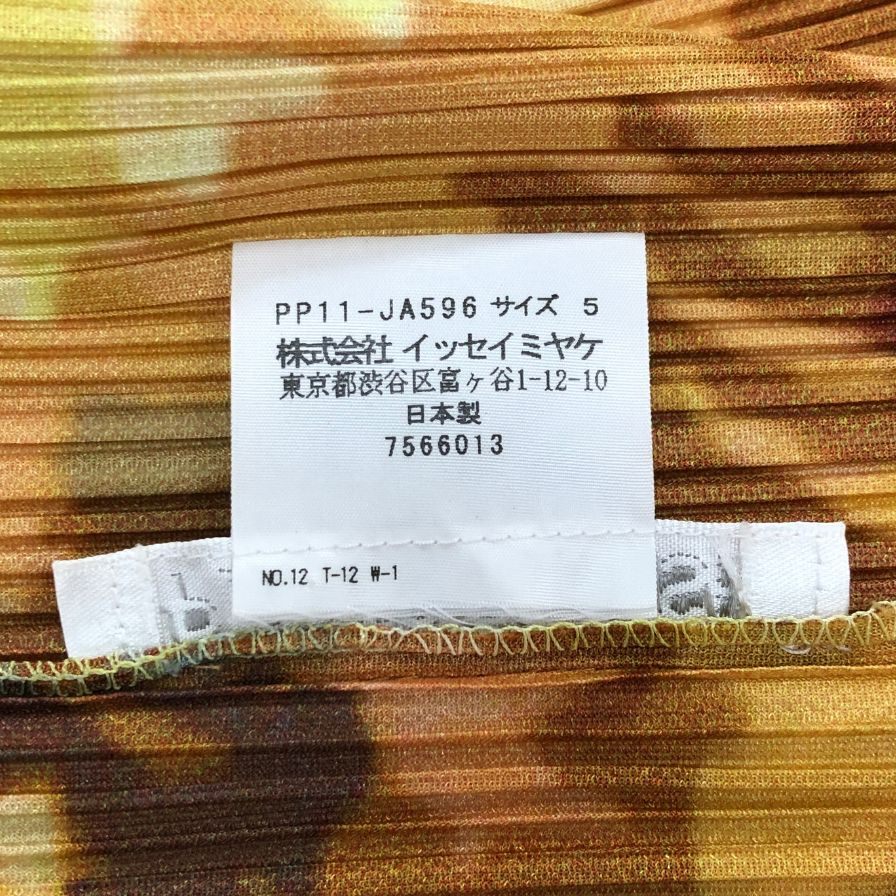 PP11-JA596 サイズ 5
株式会社 イッセイミヤケ
東京都渋谷区富ヶ谷1-12-10
日本製
7566013
NO.12 T-12 W-1